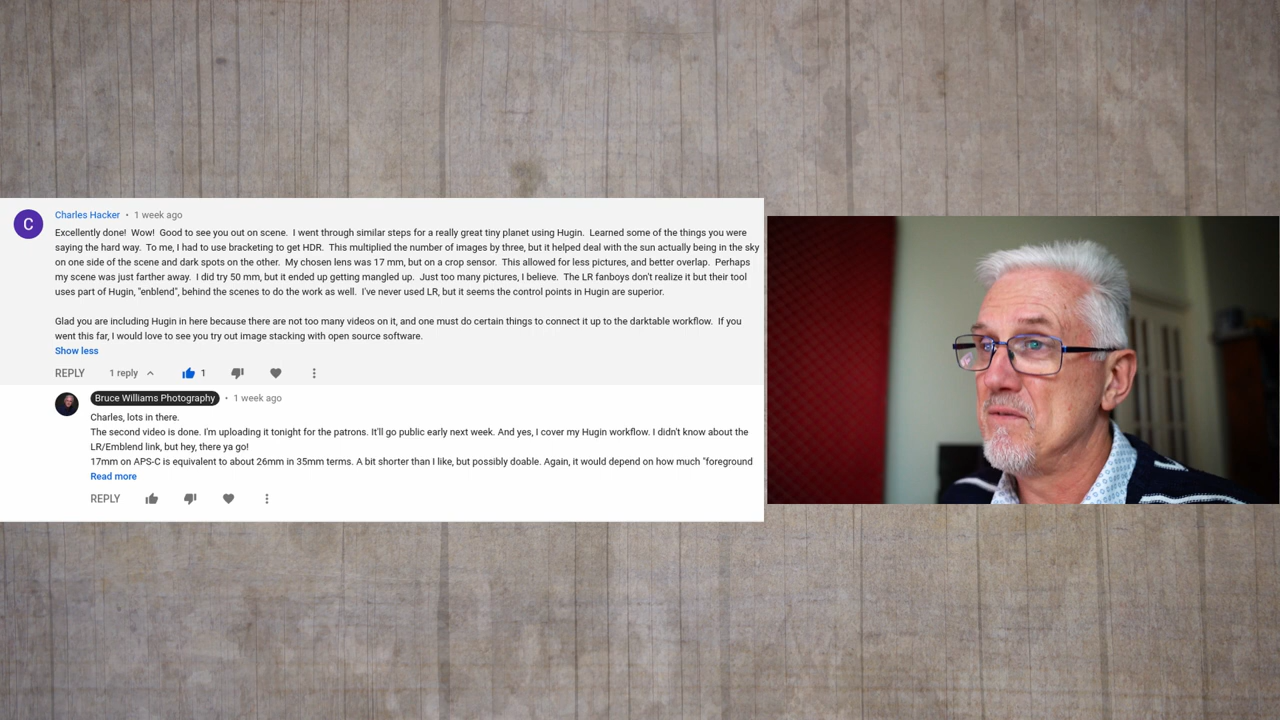 C
Charles Hacker • 1 week ago
Excellently done!  Wow!  Good to see you out on scene.  I went through similar steps for a really great tiny planet using Hugin.  Learned some of the things you were
saying the hard way.  To me, I had to use bracketing to get HDR.  This multiplied the number of images by three, but it helped deal with the sun actually being in the sky
on one side of the scene and dark spots on the other.  My chosen lens was 17 mm, but on a crop sensor.  This allowed for less pictures, and better overlap.  Perhaps
my scene was just farther away.  I did try 50 mm, but it ended up getting mangled up.  Just too many pictures, I believe.  The LR fanboys don't realize it but their tool
uses part of Hugin, "enblend", behind the scenes to do the work as well.  I've never used LR, but it seems the control points in Hugin are superior.
Glad you are including Hugin in here because there are not too many videos on it, and one must do certain things to connect it up to the darktable workflow.  If you
went this far, I would love to see you try out image stacking with open source software.
Show less
REPLY 1 reply 1
Bruce Williams Photography • 1 week ago
Charles, lots in there.
The second video is done. I'm uploading it tonight for the patrons. It'll go public early next week. And yes, I cover my Hugin workflow. I didn't know about the
LR/Emblend link, but hey, there ya go!
17mm on APS-C is equivalent to about 26mm in 35mm terms. A bit shorter than I like, but possibly doable. Again, it would depend on how much "foreground
Read more
REPLY